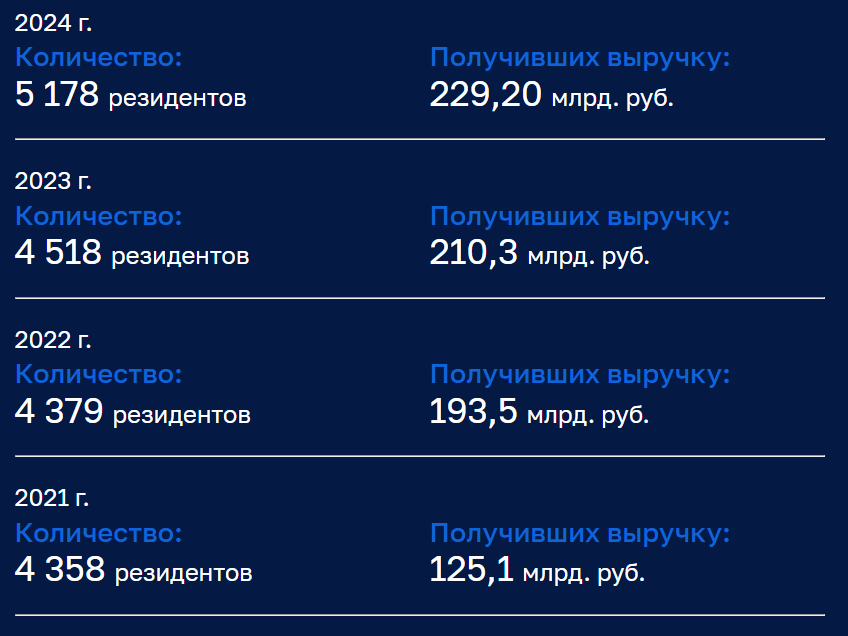 2024 г.
Количество: Получивших выручку:
5 178 резидентов 229,20 млрд. руб.
2023 г.
Количество: Получивших выручку:
4 518 резидентов 210,3 млрд. руб.
2022 г.
Количество: Получивших выручку:
4 379 резидентов 193,5 млрд. руб.
2021 г.
Количество: Получивших выручку:
4 358 резидентов 125,1 млрд. руб.